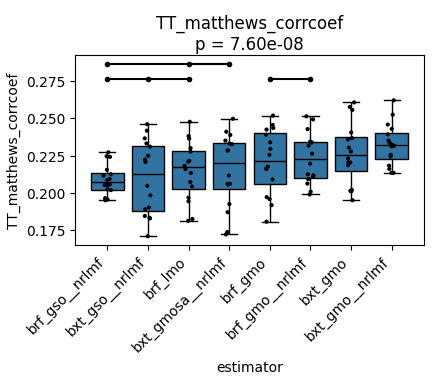 TT_matthews_corrcoef
p = 7.60e-08
TT_matthews_corrcoef
0.275
0.250
0.225
0.200
0.175
brf_gso__nrlmf
bxt_gso__nrlmf
brf_lmo
bxt_gmosa__nrlmf
brf_gmo
brf_gmo__nrlmf
bxt_gmo
bxt_gmo__nrlmf
estimator